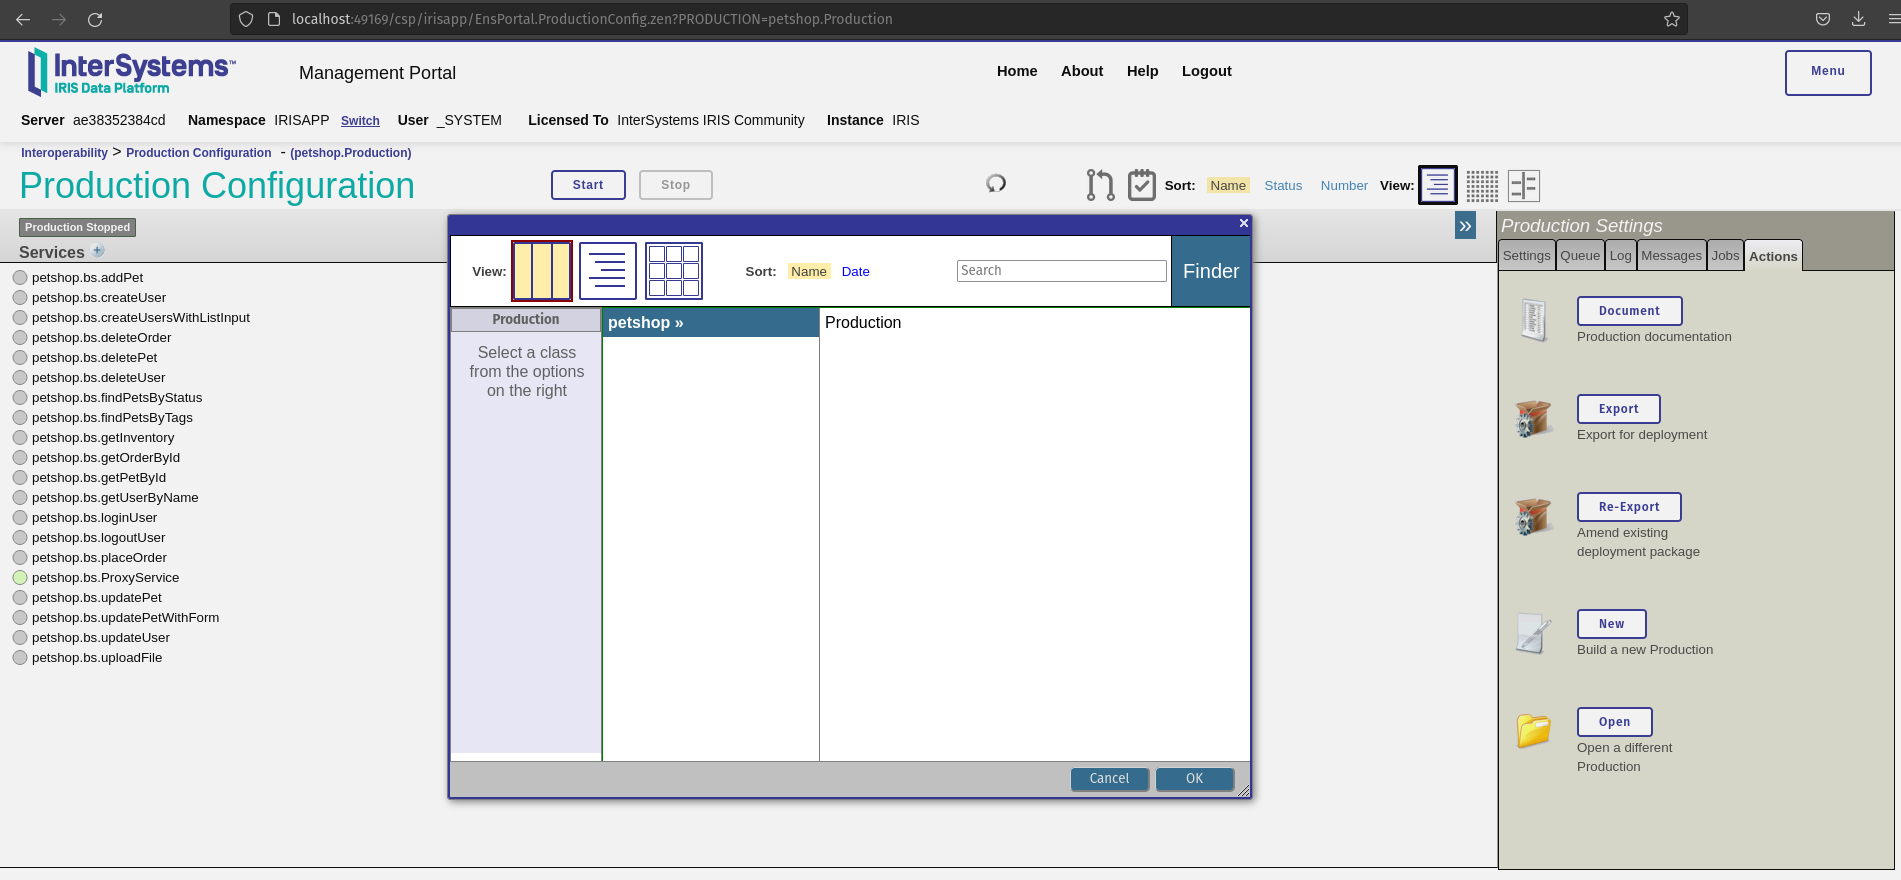 localhost:49169/csp/irisapp/EnsPortal.ProductionConfig.zen?PRODUCTION=petshop.Production
InterSystems™
IRIS Data Platform
Management Portal
Home About Help Logout
Menu
Server ae38352384cd Namespace IRISAPP Switch User _SYSTEM Licensed To InterSystems IRIS Community Instance IRIS
Interoperability > Production Configuration - (petshop.Production)
Production Configuration
Start Stop
Sort: Name Status Number View:
Production Stopped
Services
petshop.bs.addPet
petshop.bs.createUser
petshop.bs.createUsersWithListInput
petshop.bs.deleteOrder
petshop.bs.deletePet
petshop.bs.deleteUser
petshop.bs.findPetsByStatus
petshop.bs.findPetsByTags
petshop.bs.getInventory
petshop.bs.getOrderById
petshop.bs.getPetById
petshop.bs.getUserByName
petshop.bs.loginUser
petshop.bs.logoutUser
petshop.bs.placeOrder
petshop.bs.ProxyService
petshop.bs.updatePet
petshop.bs.updatePetWithForm
petshop.bs.updateUser
petshop.bs.uploadFile
View: Sort: Name Date Search Finder
Production
Select a class
from the options
on the right
petshop »
Production
Cancel OK
»
Production Settings
Settings Queue Log Messages Jobs Actions
Document
Production documentation
Export
Export for deployment
Re-Export
Amend existing
deployment package
New
Build a new Production
Open
Open a different
Production